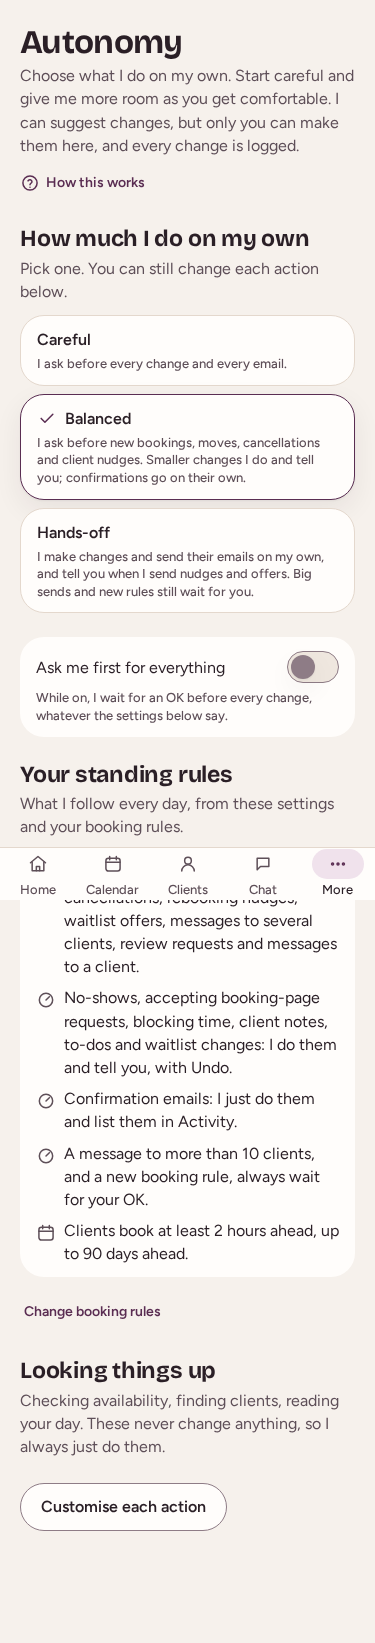 Autonomy
Choose what I do on my own. Start careful and
give me more room as you get comfortable. I
can suggest changes, but only you can make
them here, and every change is logged.
How this works
How much I do on my own
Pick one. You can still change each action
below.
Careful
I ask before every change and every email.
Balanced
I ask before new bookings, moves, cancellations
and client nudges. Smaller changes I do and tell
you; confirmations go on their own.
Hands-off
I make changes and send their emails on my own,
and tell you when I send nudges and offers. Big
sends and new rules still wait for you.
Ask me first for everything
While on, I wait for an OK before every change,
whatever the settings below say.
Your standing rules
What I follow every day, from these settings
and your booking rules.
Home
Calendar
Clients
Chat
More
cancellations, rebooking nudges,
waitlist offers, messages to several
clients, review requests and messages
to a client.
No-shows, accepting booking-page
requests, blocking time, client notes,
to-dos and waitlist changes: I do them
and tell you, with Undo.
Confirmation emails: I just do them
and list them in Activity.
A message to more than 10 clients,
and a new booking rule, always wait
for your OK.
Clients book at least 2 hours ahead, up
to 90 days ahead.
Change booking rules
Looking things up
Checking availability, finding clients, reading
your day. These never change anything, so I
always just do them.
Customise each action